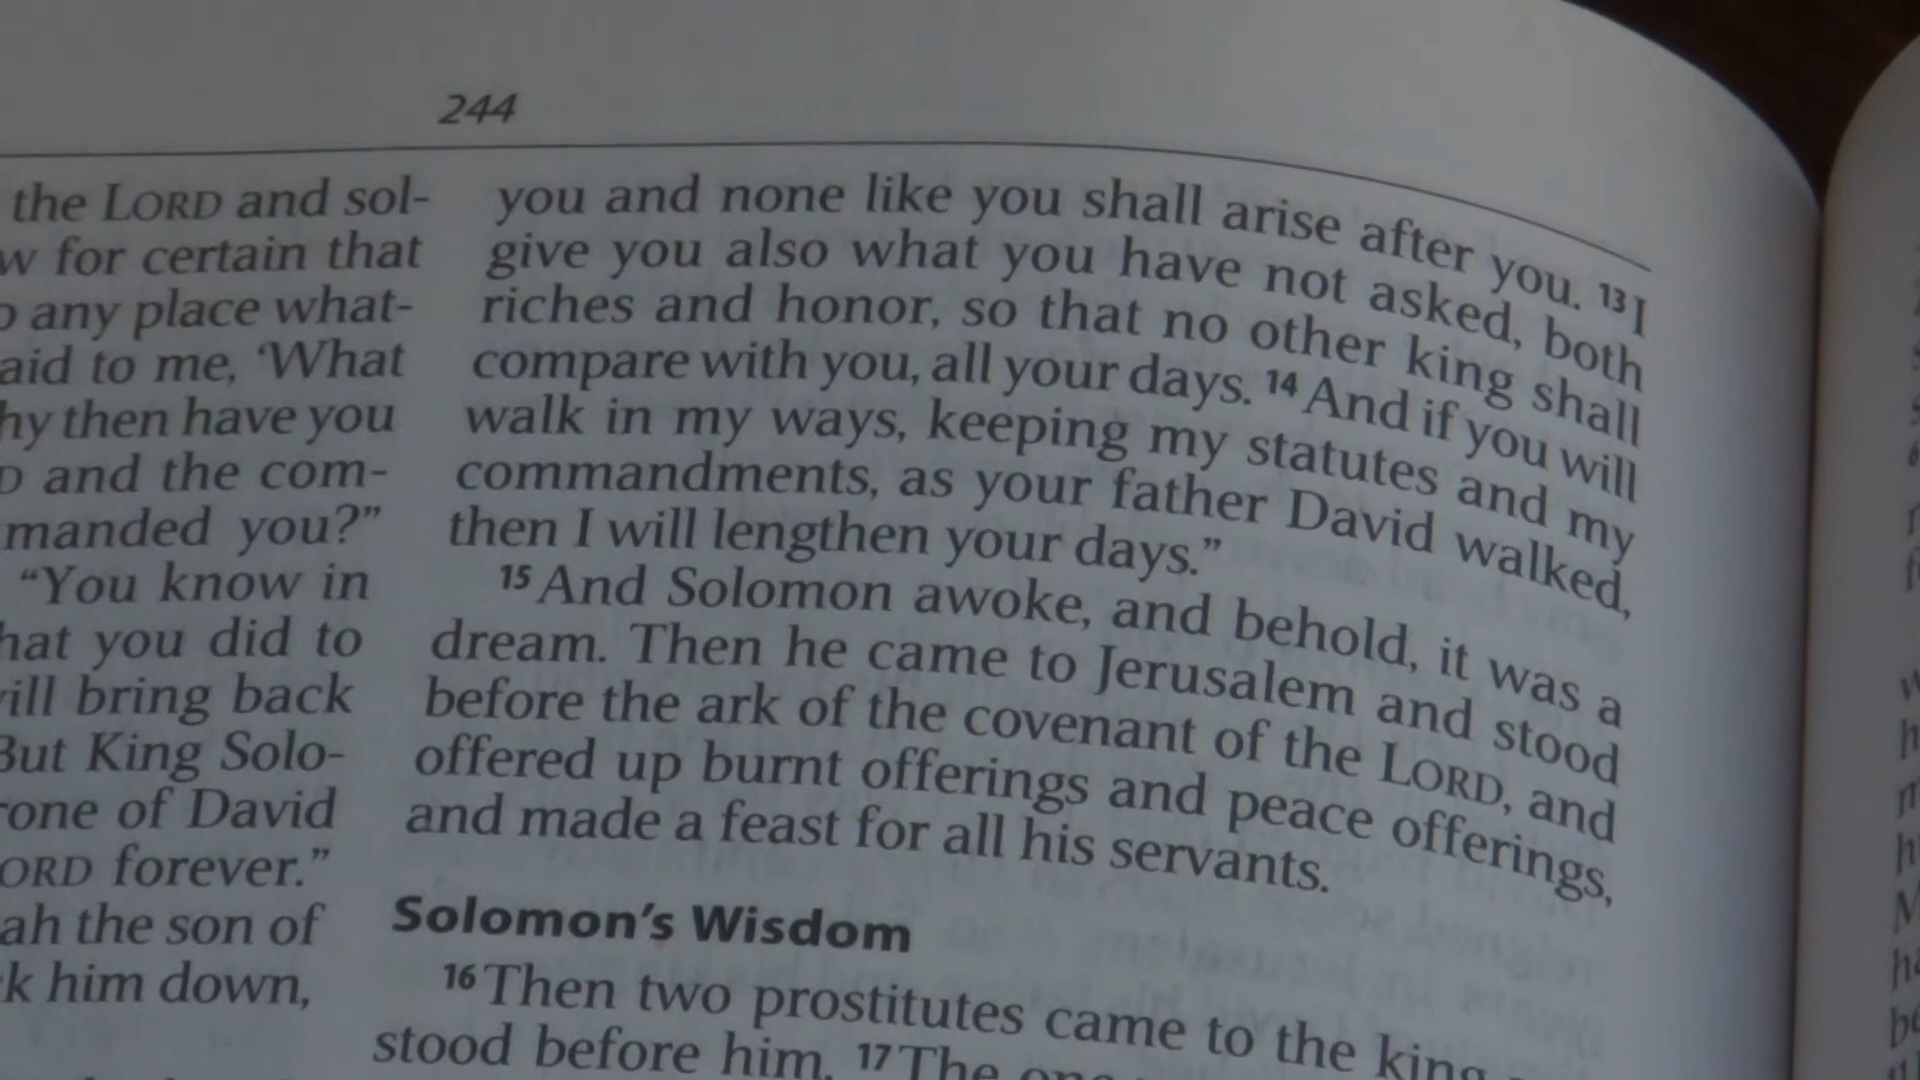 244
the LORD and sol-
for certain that
any place what-
to me, ‘What
then have you
and the com-
manded you?”
“You know in
you did to
bring back
But King Solo-
of David
forever.”
the son of
him down,
you and none like you shall arise after you. 13 I
give you also what you have not asked, both
riches and honor, so that no other king shall
compare with you, all your days. 14 And if you will
walk in my ways, keeping my statutes and my
commandments, as your father David walked,
then I will lengthen your days.”
15 And Solomon awoke, and behold, it was a
dream. Then he came to Jerusalem and stood
before the ark of the covenant of the LORD, and
offered up burnt offerings and peace offerings,
and made a feast for all his servants.
Solomon’s Wisdom
16 Then two prostitutes came to the king
stood before him. 17 The one